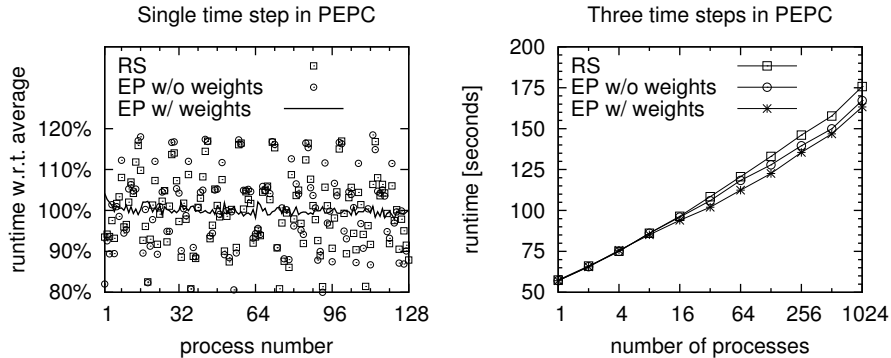 Single time step in PEPC
RS
EP w/o weights
EP w/ weights
120%
110%
100%
90%
80%
runtime w.r.t. average
1 32 64 96 128
process number
Three time steps in PEPC
200
175
150
125
100
75
50
RS
EP w/o weights
EP w/ weights
runtime [seconds]
1 4 16 64 256 1024
number of processes